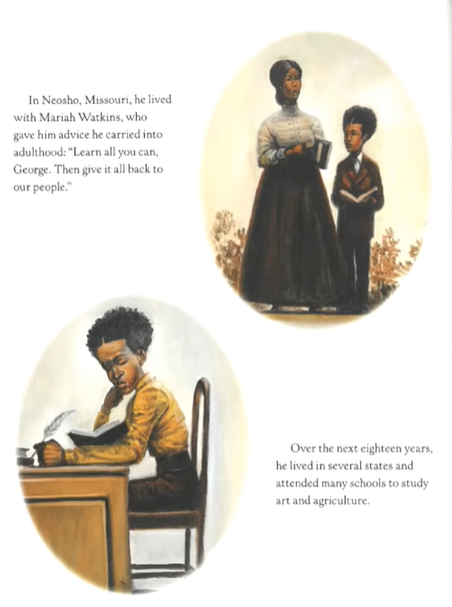 In Neosho, Missouri, he lived
with Mariah Watkins, who
gave him advice he carried into
adulthood: “Learn all you can,
George. Then give it all back to
our people.”
Over the next eighteen years,
he lived in several states and
attended many schools to study
art and agriculture.